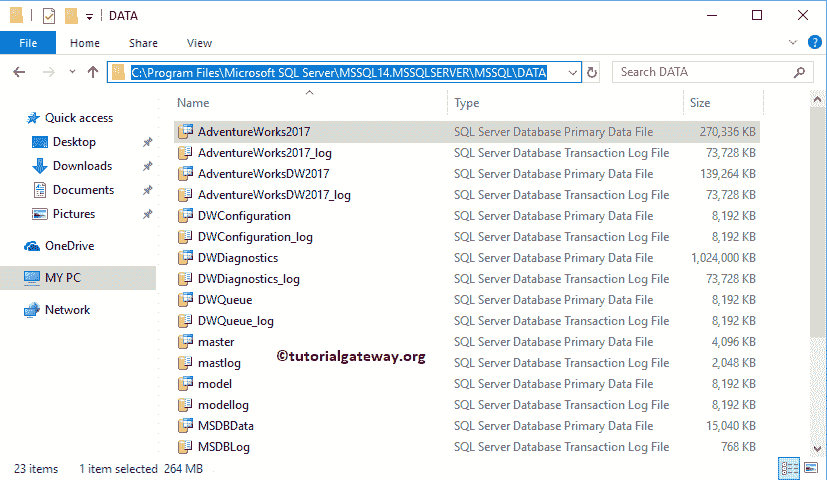 DATA
File Home Share View
C:\Program Files\Microsoft SQL Server\MSSQL14.MSSQLSERVER\MSSQL\DATA Search DATA
Name Type Size
Quick access
Desktop
Downloads
Documents
Pictures
OneDrive
MY PC
Network
AdventureWorks2017 SQL Server Database Primary Data File 270,336 KB
AdventureWorks2017_log SQL Server Database Transaction Log File 73,728 KB
AdventureWorksDW2017 SQL Server Database Primary Data File 139,264 KB
AdventureWorksDW2017_log SQL Server Database Transaction Log File 73,728 KB
DWConfiguration SQL Server Database Primary Data File 8,192 KB
DWConfiguration_log SQL Server Database Transaction Log File 8,192 KB
DWDiagnostics SQL Server Database Primary Data File 1,024,000 KB
DWDiagnostics_log SQL Server Database Transaction Log File 73,728 KB
DWQueue SQL Server Database Primary Data File 8,192 KB
DWQueue_log SQL Server Database Transaction Log File 8,192 KB
master SQL Server Database Primary Data File 4,096 KB
mastlog SQL Server Database Transaction Log File 2,048 KB
©tutorialgateway.org
model SQL Server Database Primary Data File 8,192 KB
modellog SQL Server Database Transaction Log File 8,192 KB
MSDBData SQL Server Database Primary Data File 15,040 KB
MSDBLog SQL Server Database Transaction Log File 768 KB
23 items 1 item selected 264 MB